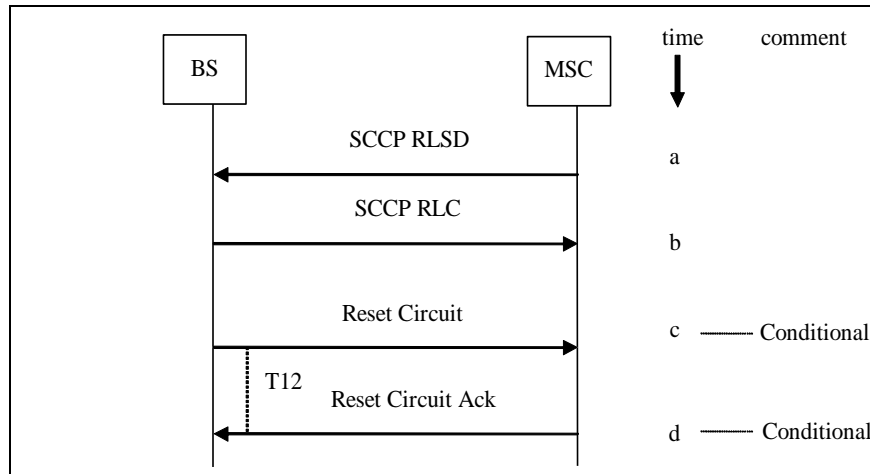 time comment
BS MSC
SCCP RLSD
a
SCCP RLC
b
Reset Circuit
c Conditional
T12
Reset Circuit Ack
d Conditional